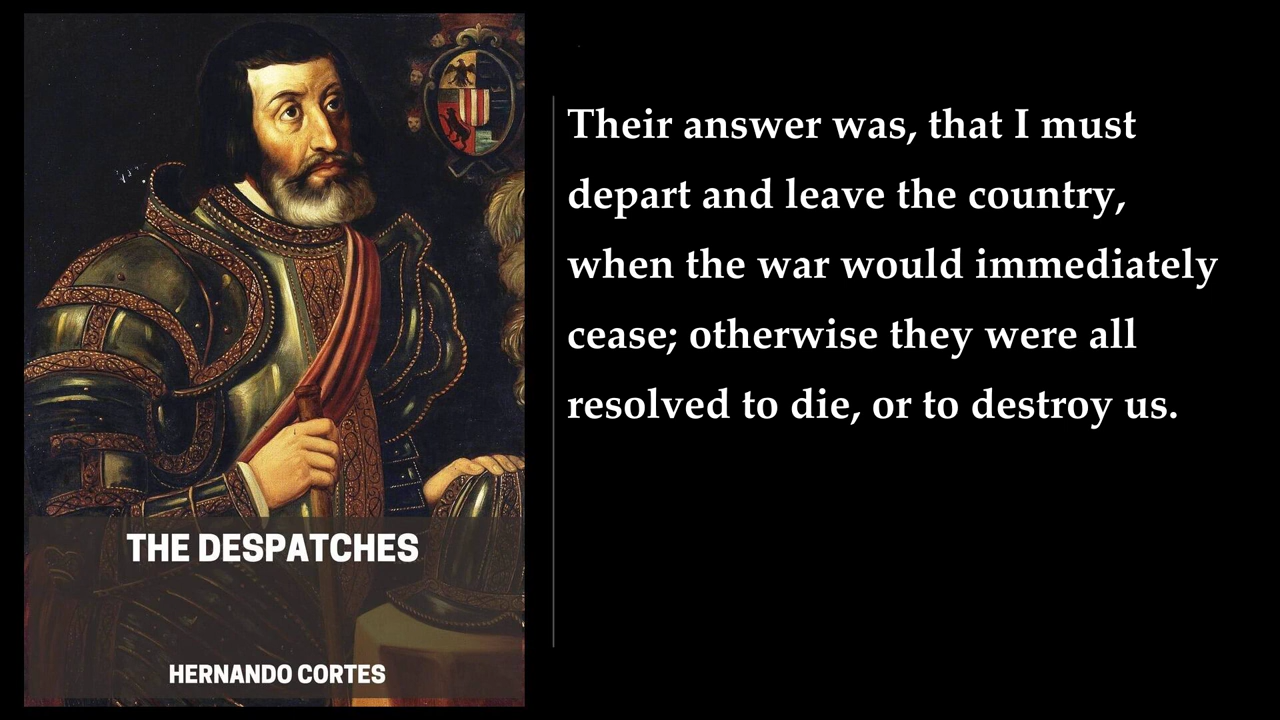 Their answer was, that I must
depart and leave the country,
when the war would immediately
cease; otherwise they were all
resolved to die, or to destroy us.
THE DESPATCHES
HERNANDO CORTES